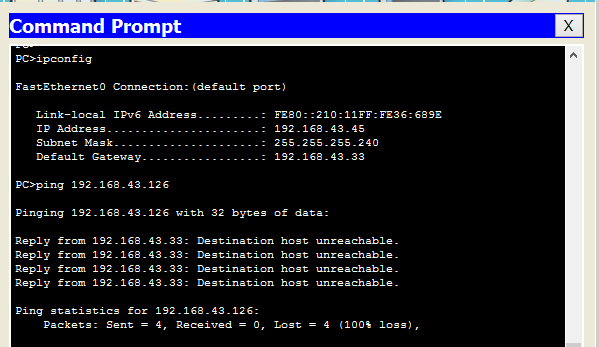 Command Prompt X
PC>
PC>ipconfig
FastEthernet0 Connection:(default port)
Link-local IPv6 Address.........: FE80::210:11FF:FE36:689E
IP Address......................: 192.168.43.45
Subnet Mask.....................: 255.255.255.240
Default Gateway.................: 192.168.43.33
PC>ping 192.168.43.126
Pinging 192.168.43.126 with 32 bytes of data:
Reply from 192.168.43.33: Destination host unreachable.
Reply from 192.168.43.33: Destination host unreachable.
Reply from 192.168.43.33: Destination host unreachable.
Reply from 192.168.43.33: Destination host unreachable.
Ping statistics for 192.168.43.126:
Packets: Sent = 4, Received = 0, Lost = 4 (100% loss),